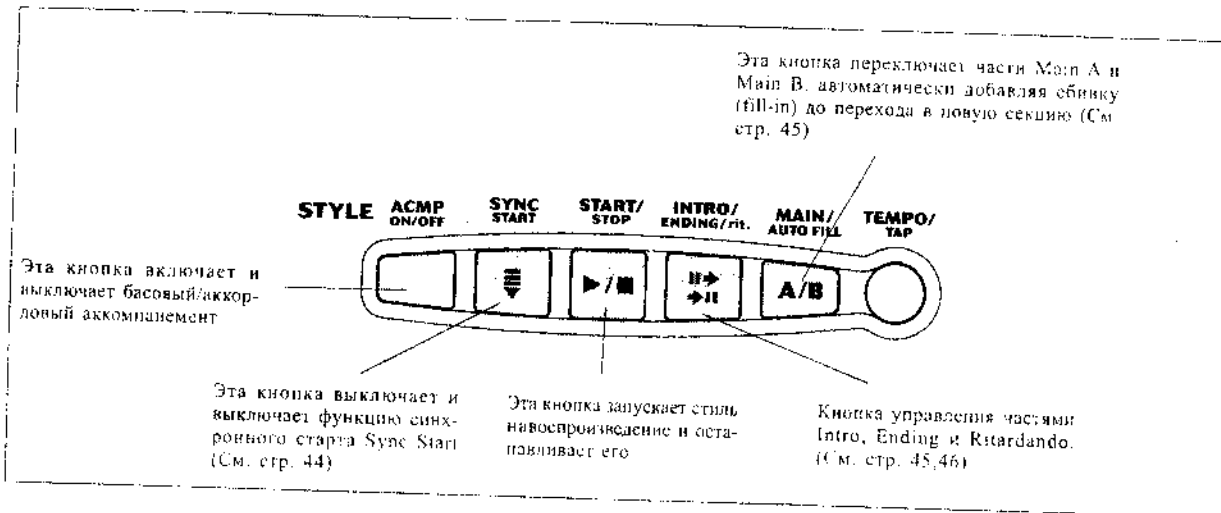 Эта кнопка переключает части Main A и
Main B, автоматически добавляя сбивку
(fill-in) до перехода в новую секцию (См
стр. 45)
STYLE
ACMP
ON/OFF
SYNC
START
START/
STOP
INTRO/
ENDING/rit.
MAIN/
AUTO FILL
TEMPO/
TAP
A/B
Эта кнопка включает и
выключает басовый/аккор-
довый аккомпанемент
Эта кнопка выключает и
выключает функцию синх-
ронного старта Sync Start
(См. стр. 44)
Эта кнопка запускает стиль
навоспроизведение и оста-
навливает его
Кнопка управления частями
Intro, Ending и Ritardando.
(См. стр. 45,46)